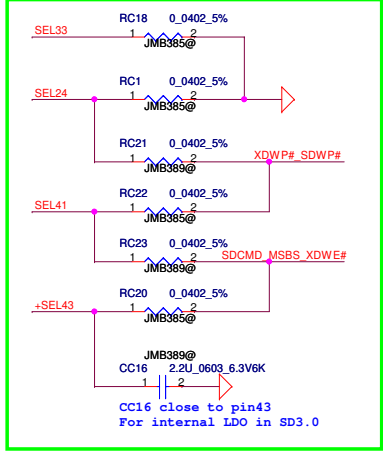 RC18 0_0402_5%
SEL33 1 2
JMB385@
RC1 0_0402_5%
SEL24 1 2
JMB385@
RC21 0_0402_5%
1 2 XDWP#_SDWP#
JMB389@
RC22 0_0402_5%
SEL41 1 2
JMB385@
RC23 0_0402_5%
1 2 SDCMD_MSBS_XDWE#
JMB389@
RC20 0_0402_5%
+SEL43 1 2
JMB385@
JMB389@
CC16 2.2U_0603_6.3V6K
1 2
CC16 close to pin43
For internal LDO in SD3.0